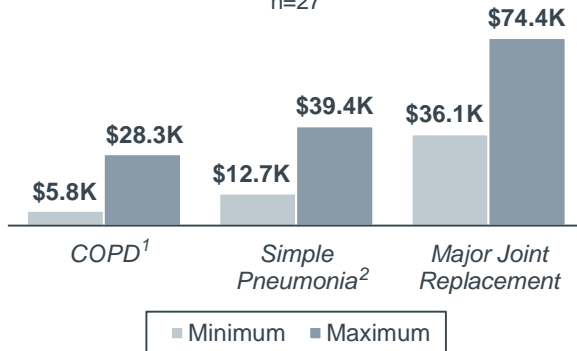 n=27
$74.4K
$39.4K
$36.1K
$28.3K
$12.7K
$5.8K
COPD1
Simple
Pneumonia2
Major Joint
Replacement
Minimum Maximum